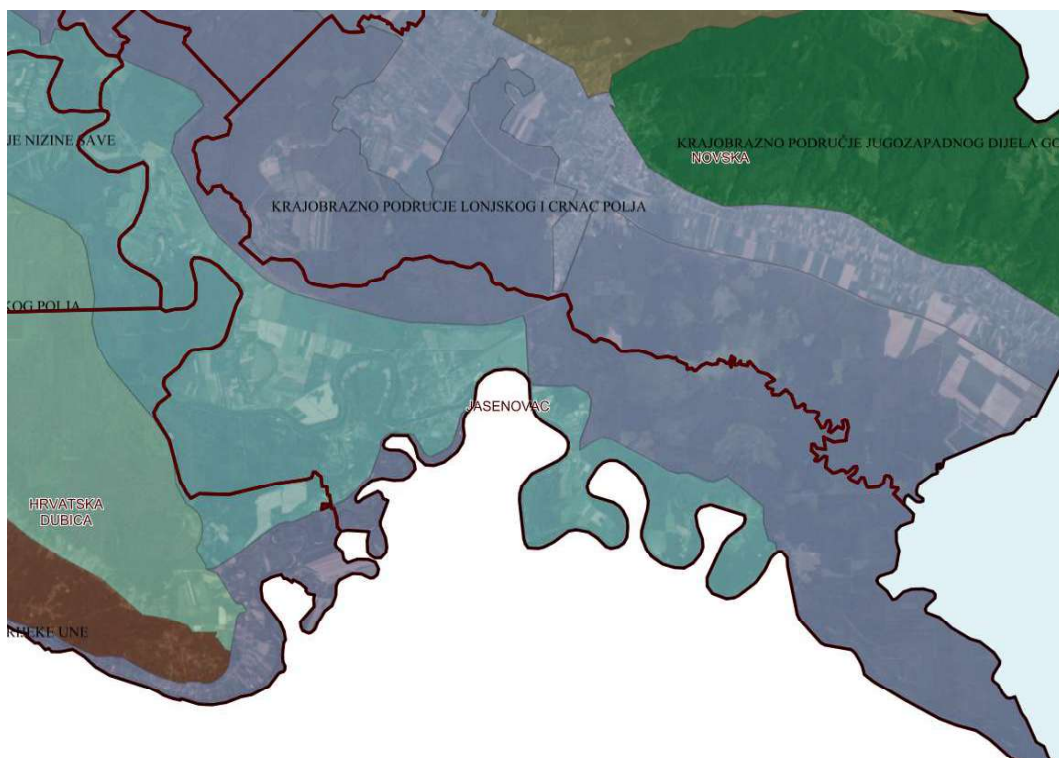 KRAJOBRAZNO PODRUČJE JUGOZAPADNOG DIJELA GO
NOVSKA
JE NIZINE SAVE
KRAJOBRAZNO PODRUČJE LONJSKOG I CRNAC POLJA
KOG POLJA
JASENOVAC
HRVATSKA
DUBICA
RIJEKE UNE